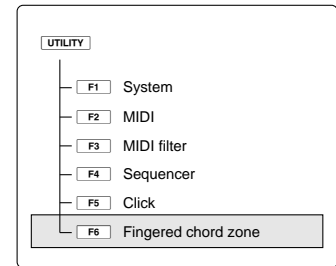 UTILITY
F1 System
F2 MIDI
F3 MIDI filter
F4 Sequencer
F5 Click
F6 Fingered chord zone